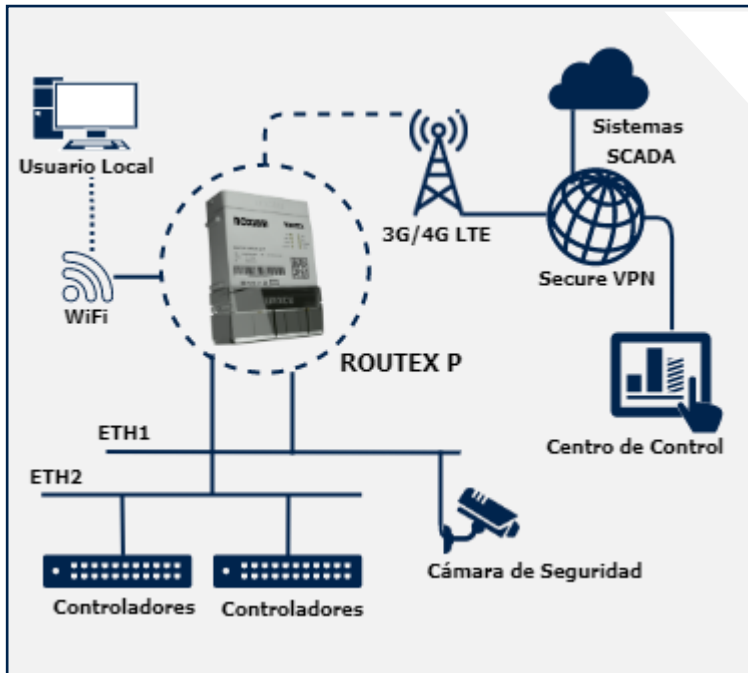 Usuario Local
Sistemas
SCADA
3G/4G LTE
Secure VPN
WiFi
ROUTEX P
Centro de Control
ETH1
ETH2
Cámara de Seguridad
Controladores
Controladores